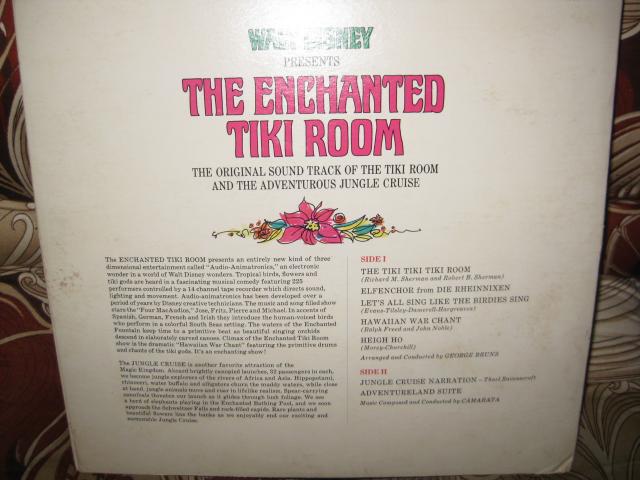 WALT DISNEY
PRESENTS
THE ENCHANTED
TIKI ROOM
THE ORIGINAL SOUND TRACK OF THE TIKI ROOM
AND THE ADVENTUROUS JUNGLE CRUISE
The ENCHANTED TIKI ROOM presents an entirely new kind of three
dimensional entertainment called "Audio-Animatronics," an electronic
wonder in a world of Walt Disney wonders. Tropical birds, flowers and
tiki gods are heard in a fascinating musical comedy featuring 225
performers controlled by a 14 channel tape recorder which directs sound,
lighting and movement. Audio-animatronics has been developed over a
period of years by Disney creative technicians. The music and song filled show
stars the "Four MacAudios," Jose, Fritz, Pierre and Michael. In accents of
Spanish, German, French and Irish they introduce the human-voiced birds
who perform in a colorful South Seas setting. The waters of the Enchanted
Fountain keep time to a primitive beat as beautiful singing orchids
descend in elaborately carved canoes. Climax of the Enchanted Tiki Room
show is the dramatic "Hawaiian War Chant" featuring the primitive drums
and chants of the tiki gods. It's an enchanting show!
The JUNGLE CRUISE is another favorite attraction of the
Magic Kingdom. Aboard brightly canopied launches, 32 passengers in each,
we become jungle explorers of the rivers of Africa and Asia. Hippopotami,
rhinoceri, water buffalo and alligators churn the muddy waters, while close
at hand, jungle animals move and rear in life-like realism. Spear-carrying
cannibals threaten our launch as it glides through lush foliage. We see
a herd of elephants playing in the Enchanted Bathing Pool, and we soon
approach the Schweitzer Falls and rock-filled rapids. Rare plants and
beautiful flowers line the banks as we enjoyably end our exciting and
memorable Jungle Cruise.
SIDE I
THE TIKI TIKI TIKI ROOM
(Richard M. Sherman and Robert B. Sherman)
ELFENCHOR from DIE RHEINNIXEN
LET'S ALL SING LIKE THE BIRDIES SING
(Evans-Tilsley-Damerell-Hargreaves)
HAWAIIAN WAR CHANT
(Ralph Freed and John Noble)
HEIGH HO
(Morey-Churchill)
Arranged and Conducted by GEORGE BRUNS
SIDE II
JUNGLE CRUISE NARRATION – Thurl Ravenscroft
ADVENTURELAND SUITE
Music Composed and Conducted by CAMARATA